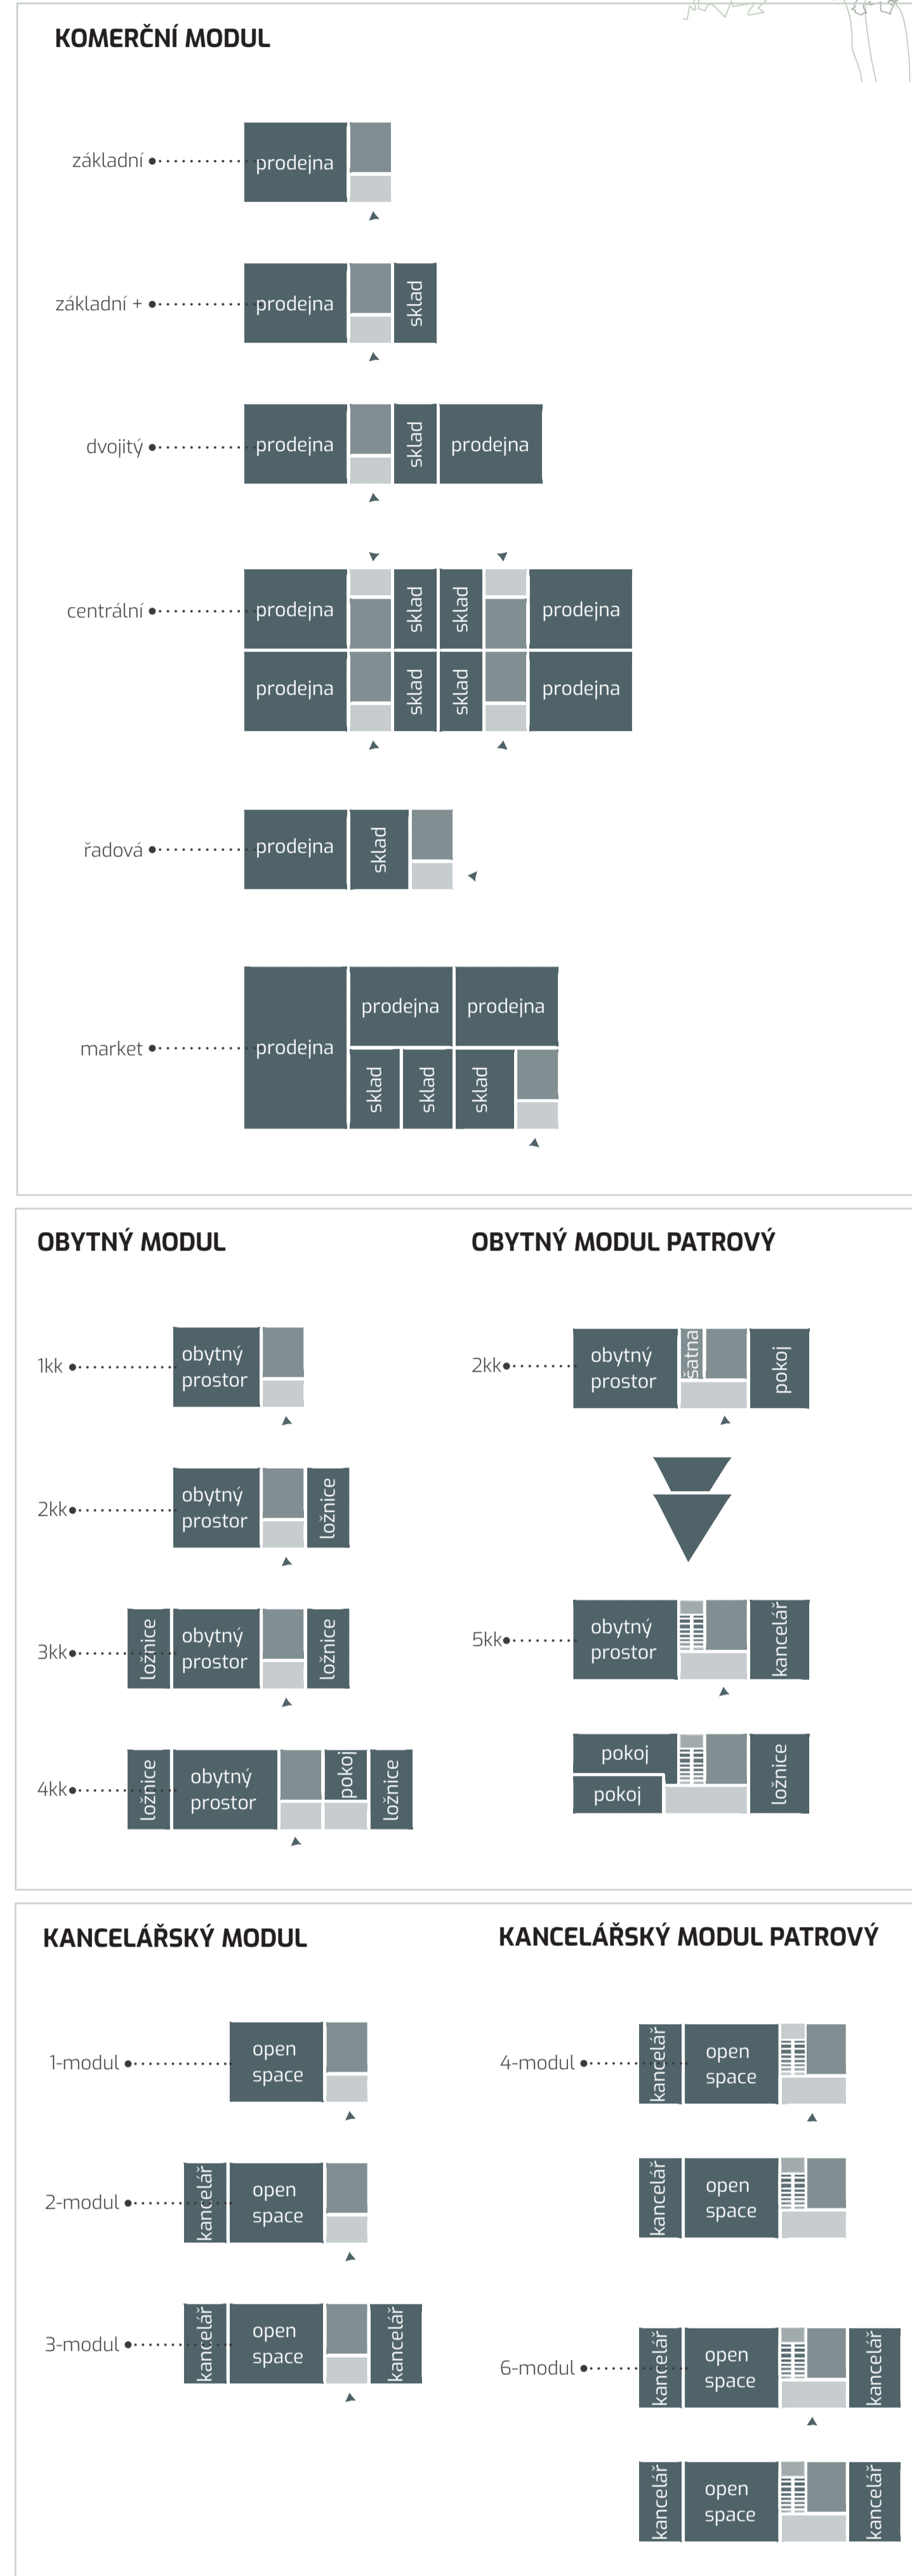 KOMERČNÍ MODUL
základní
prodejna
základní +
prodejna
sklad
dvojitý
prodejna
sklad
prodejna
centrální
prodejna
sklad
sklad
prodejna
prodejna
sklad
sklad
prodejna
řadová
prodejna
sklad
market
prodejna
prodejna
prodejna
sklad
sklad
sklad
OBYTNÝ MODUL
1kk
obytný
prostor
2kk
obytný
prostor
ložnice
3kk
ložnice
obytný
prostor
ložnice
4kk
ložnice
obytný
prostor
pokoj
ložnice
OBYTNÝ MODUL PATROVÝ
2kk
obytný
prostor
šatna
pokoj
5kk
obytný
prostor
kancelář
pokoj
pokoj
ložnice
KANCELÁŘSKÝ MODUL
1-modul
open
space
2-modul
kancelář
open
space
3-modul
kancelář
open
space
kancelář
KANCELÁŘSKÝ MODUL PATROVÝ
4-modul
kancelář
open
space
kancelář
open
space
6-modul
kancelář
open
space
kancelář
kancelář
open
space
kancelář